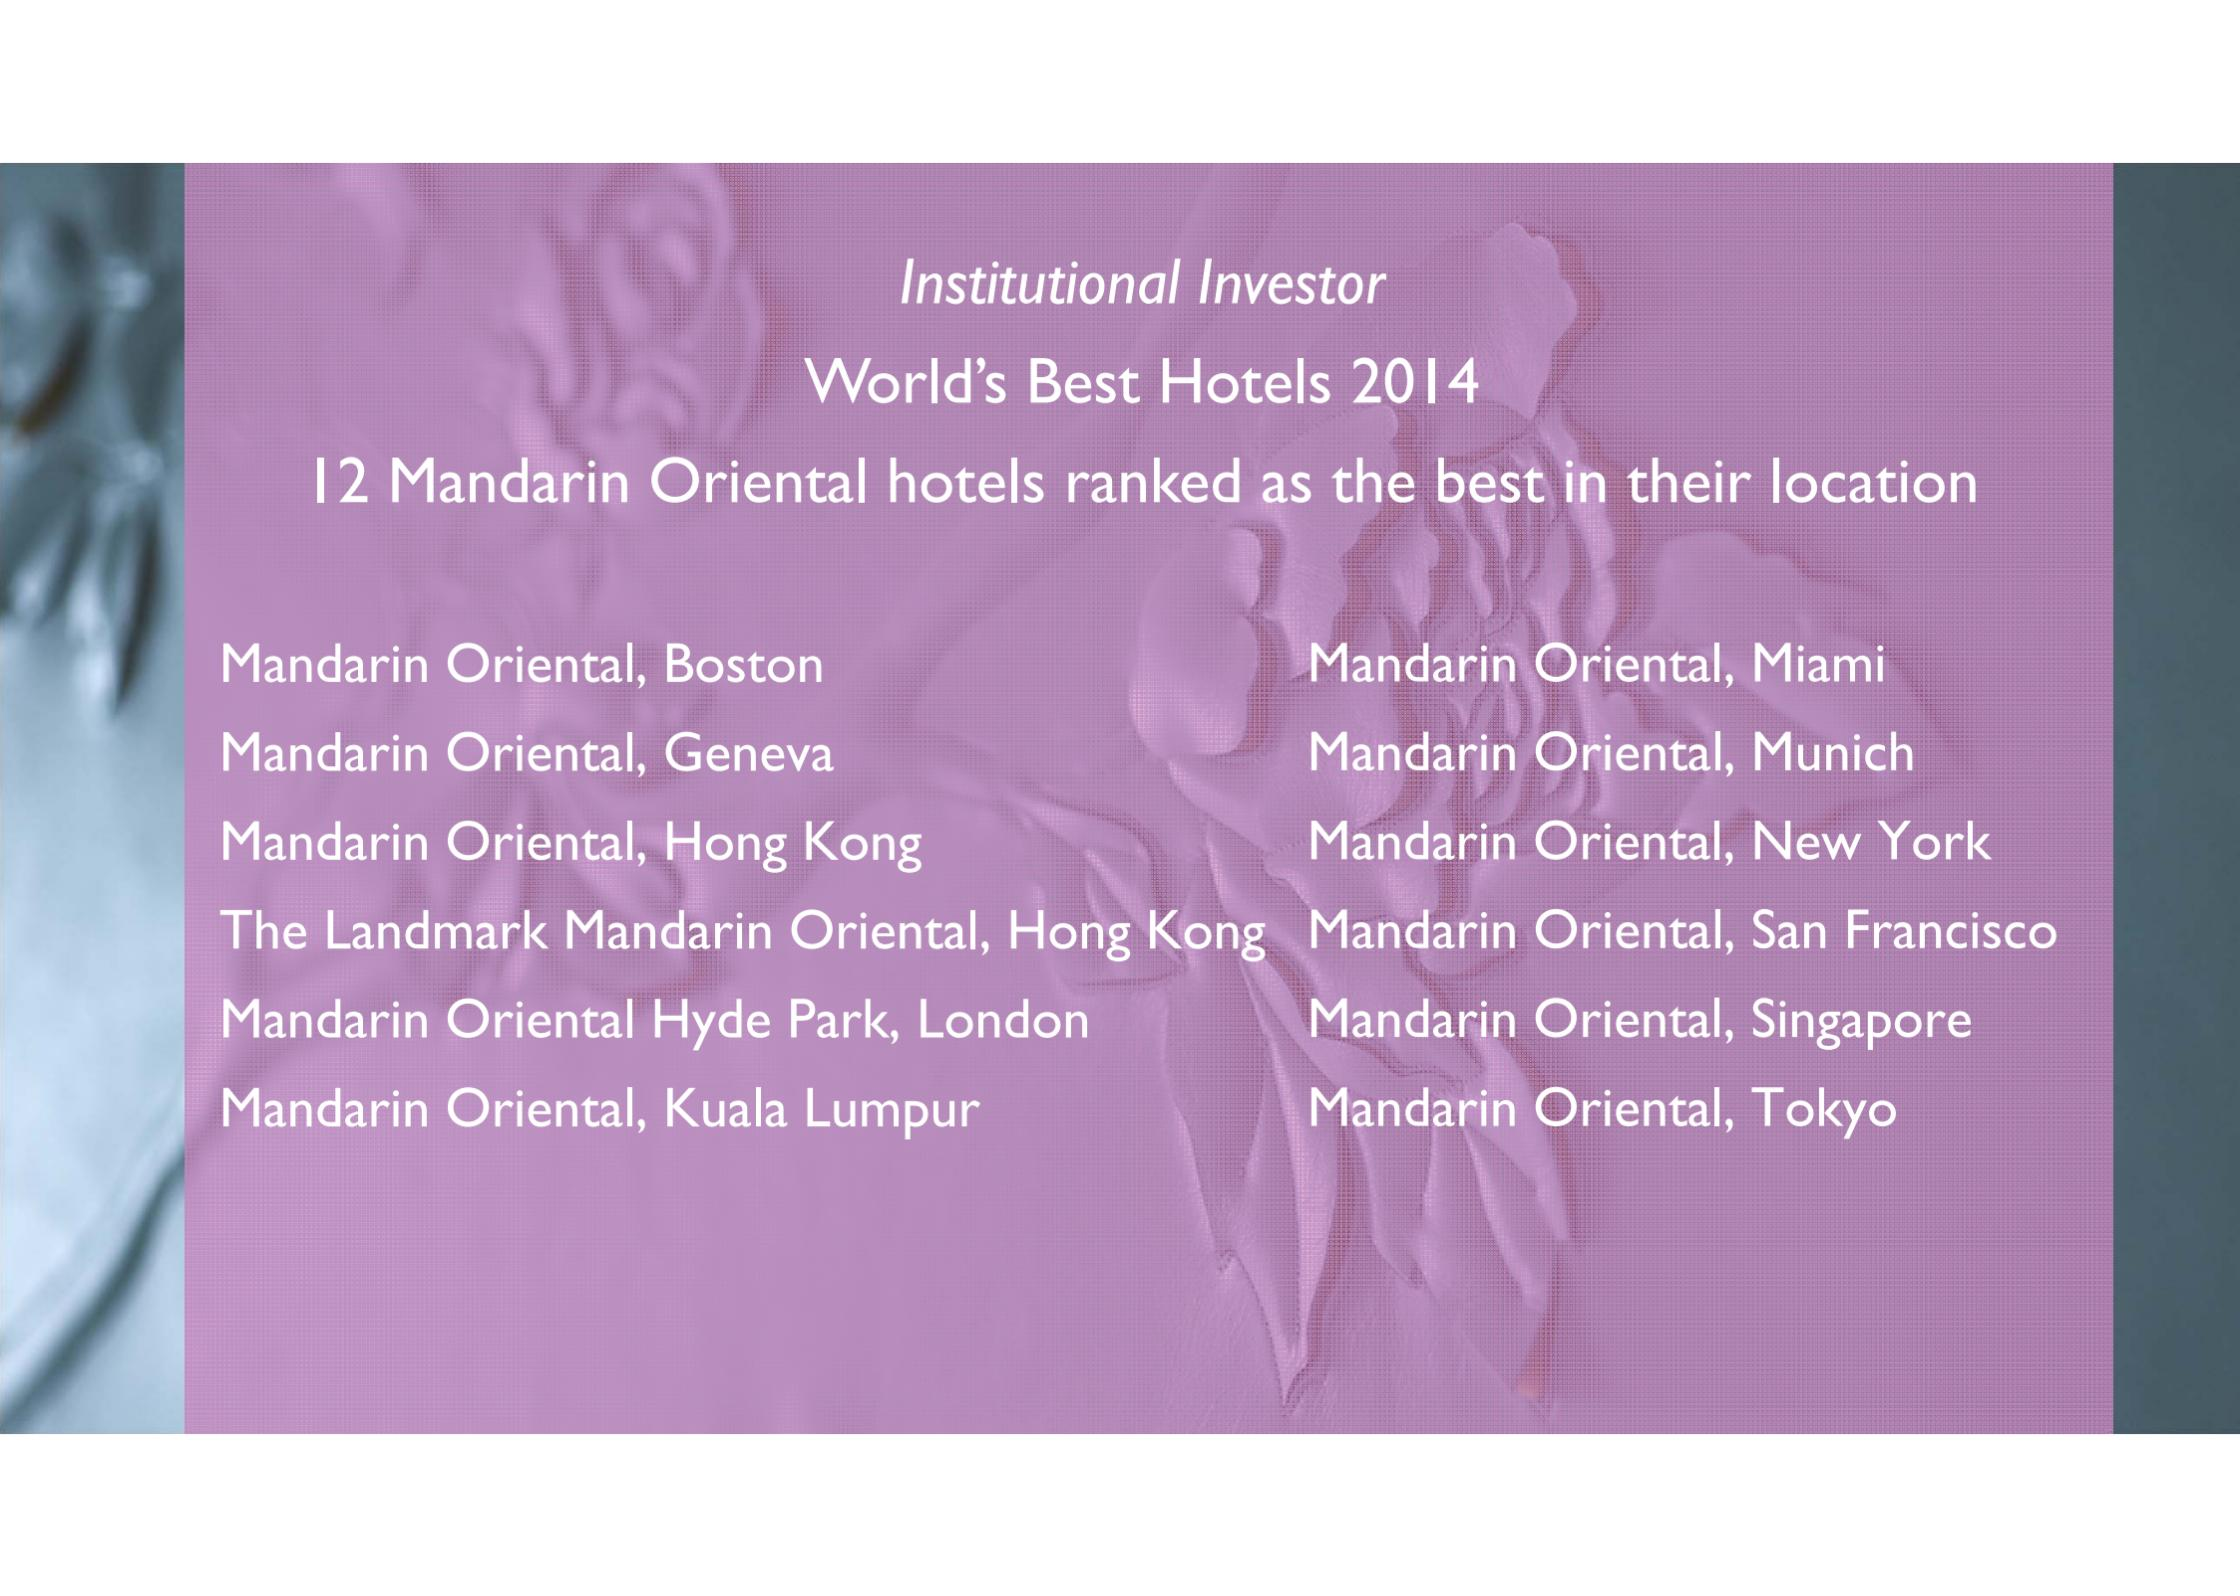 Institutional Investor
World’s Best Hotels 2014
12 Mandarin Oriental hotels ranked as the best in their location
Mandarin Oriental, Boston
Mandarin Oriental, Geneva
Mandarin Oriental, Hong Kong
The Landmark Mandarin Oriental, Hong Kong
Mandarin Oriental Hyde Park, London
Mandarin Oriental, Kuala Lumpur
Mandarin Oriental, Miami
Mandarin Oriental, Munich
Mandarin Oriental, New York
Mandarin Oriental, San Francisco
Mandarin Oriental, Singapore
Mandarin Oriental, Tokyo